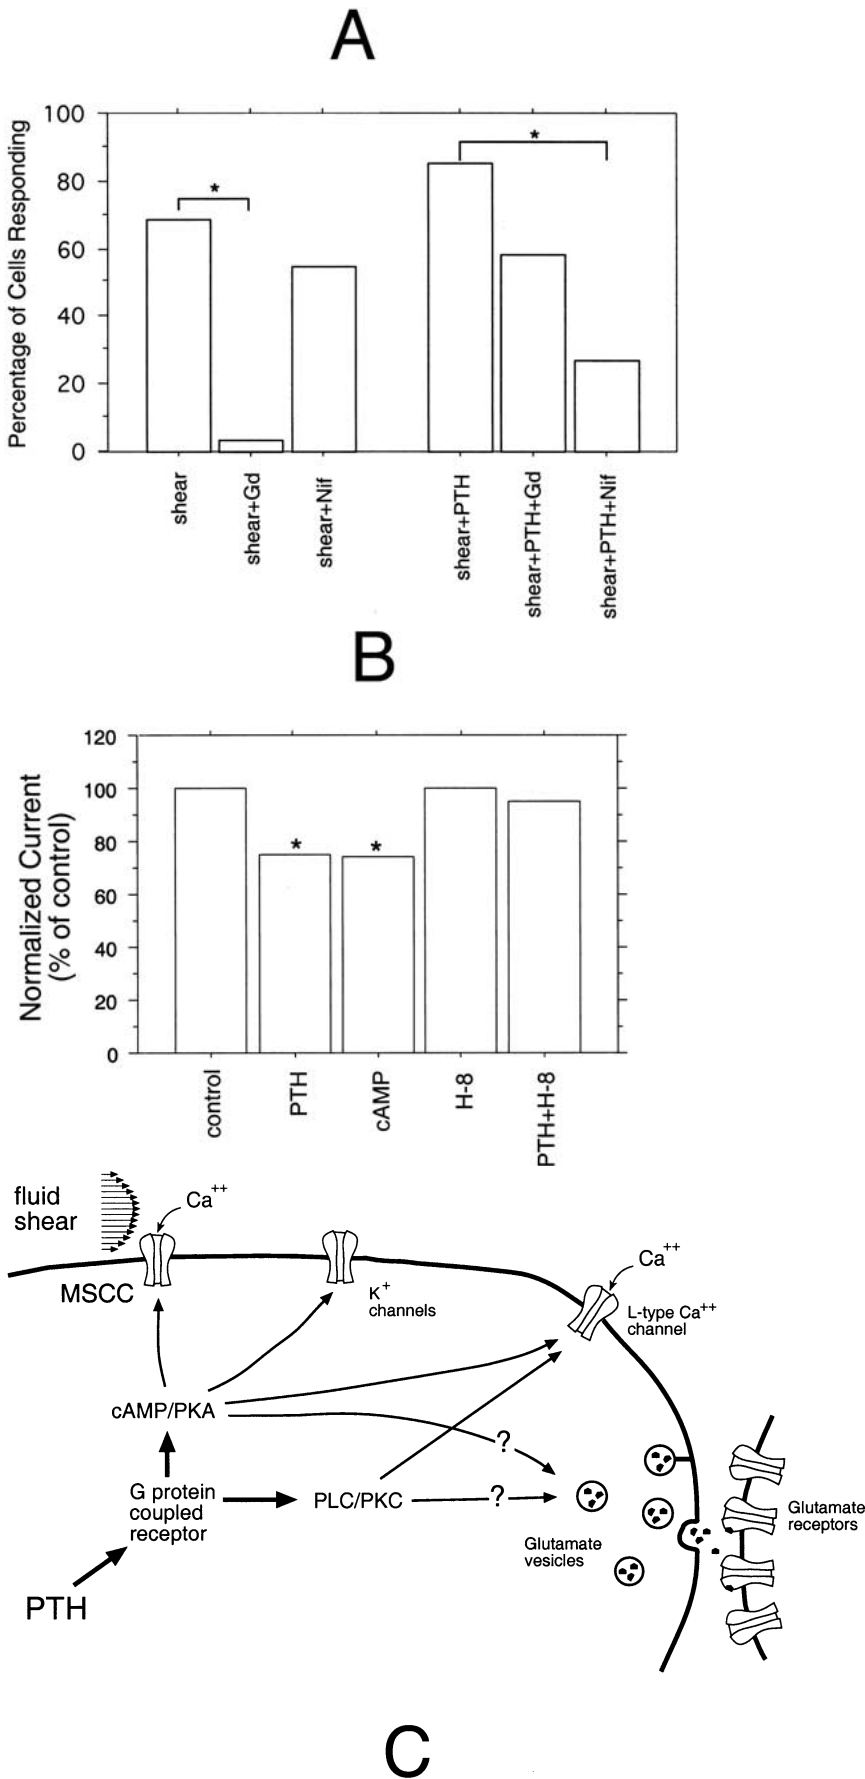 A
Percentage of Cells Responding
100
80
60
40
20
0
*
*
shear
shear+Gd
shear+Nif
shear+PTH
shear+PTH+Gd
shear+PTH+Nif
B
Normalized Current
(% of control)
120
100
80
60
40
20
0
*
*
control
PTH
cAMP
H-8
PTH+H-8
fluid
shear
Ca++
MSCC
K+
channels
Ca++
L-type Ca++
channel
cAMP/PKA
?
G protein
coupled
receptor
PLC/PKC
?
Glutamate
vesicles
Glutamate
receptors
PTH
C